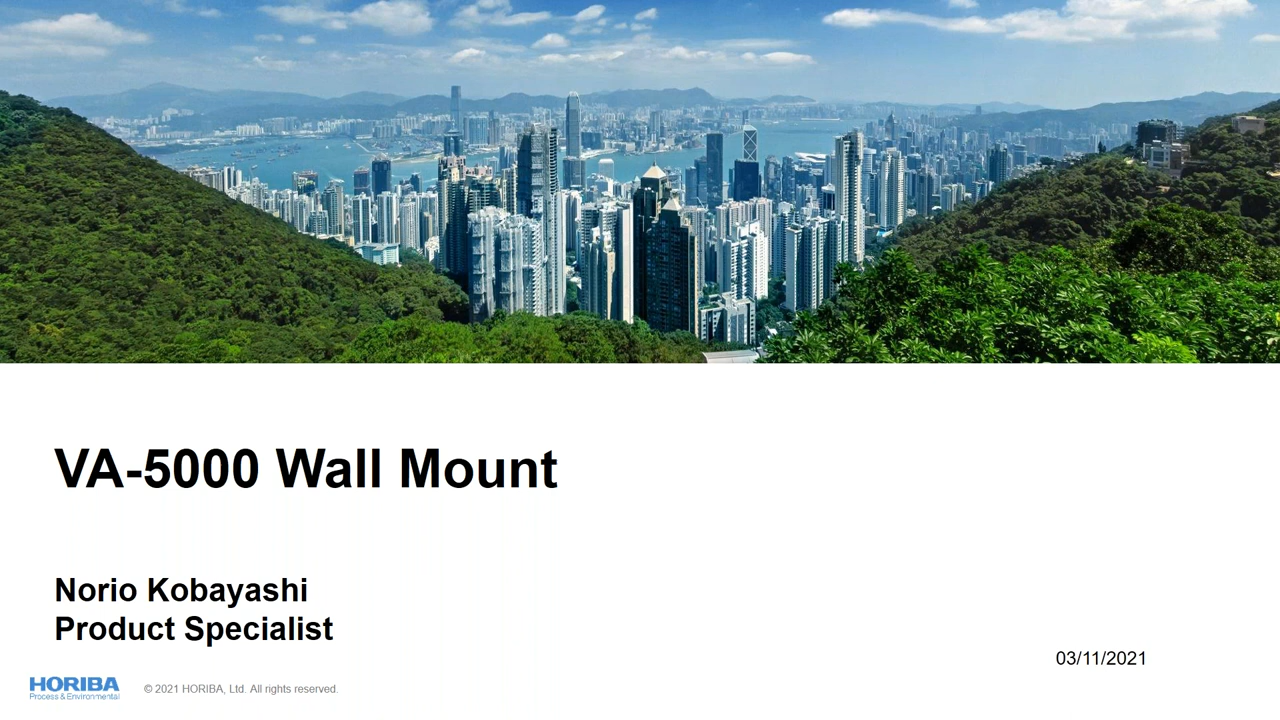 VA-5000 Wall Mount
Norio Kobayashi
Product Specialist
03/11/2021
HORIBA
Process & Environmental
© 2021 HORIBA, Ltd. All rights reserved.